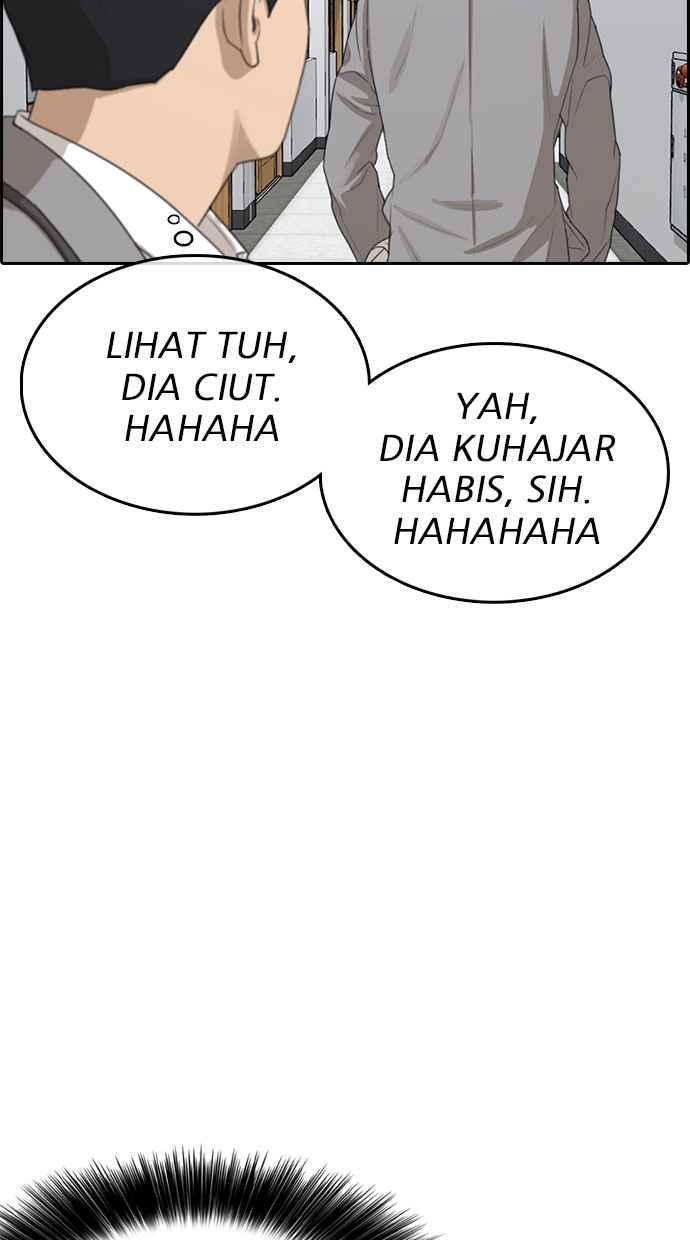 LIHAT TUH,
DIA CIUT.
HAHAHA
YAH,
DIA KUHAJAR
HABIS, SIH.
HAHAHAHA